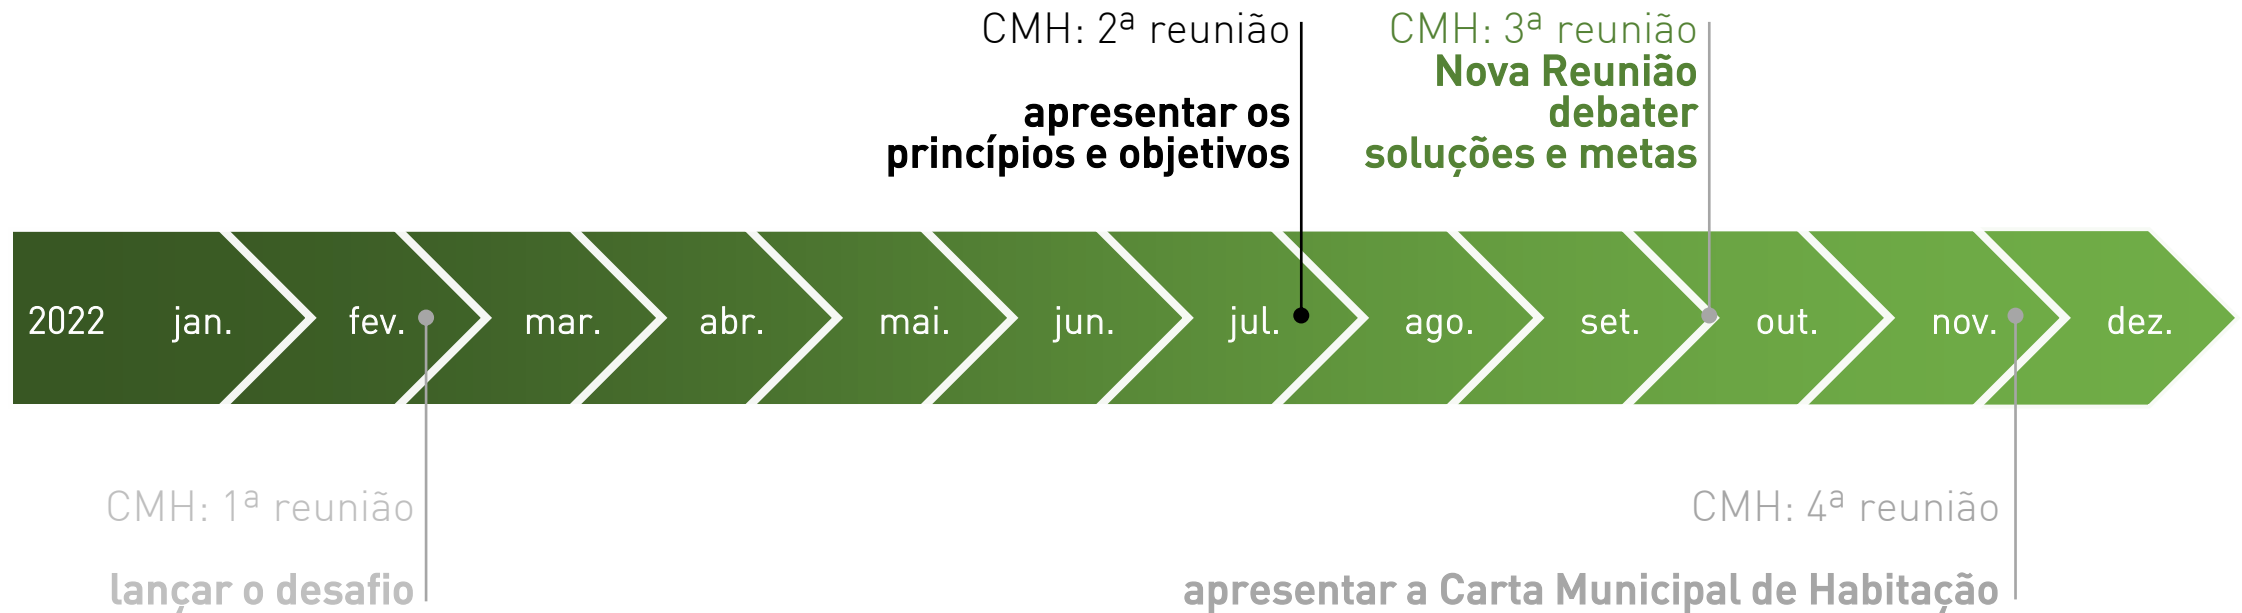 CMH: 2ª reunião
apresentar os
princípios e objetivos
CMH: 3ª reunião
Nova Reunião
debater
soluções e metas
2022 jan. fev. mar. abr. mai. jun. jul. ago. set. out. nov. dez.
CMH: 1ª reunião
lançar o desafio
CMH: 4ª reunião
apresentar a Carta Municipal de Habitação